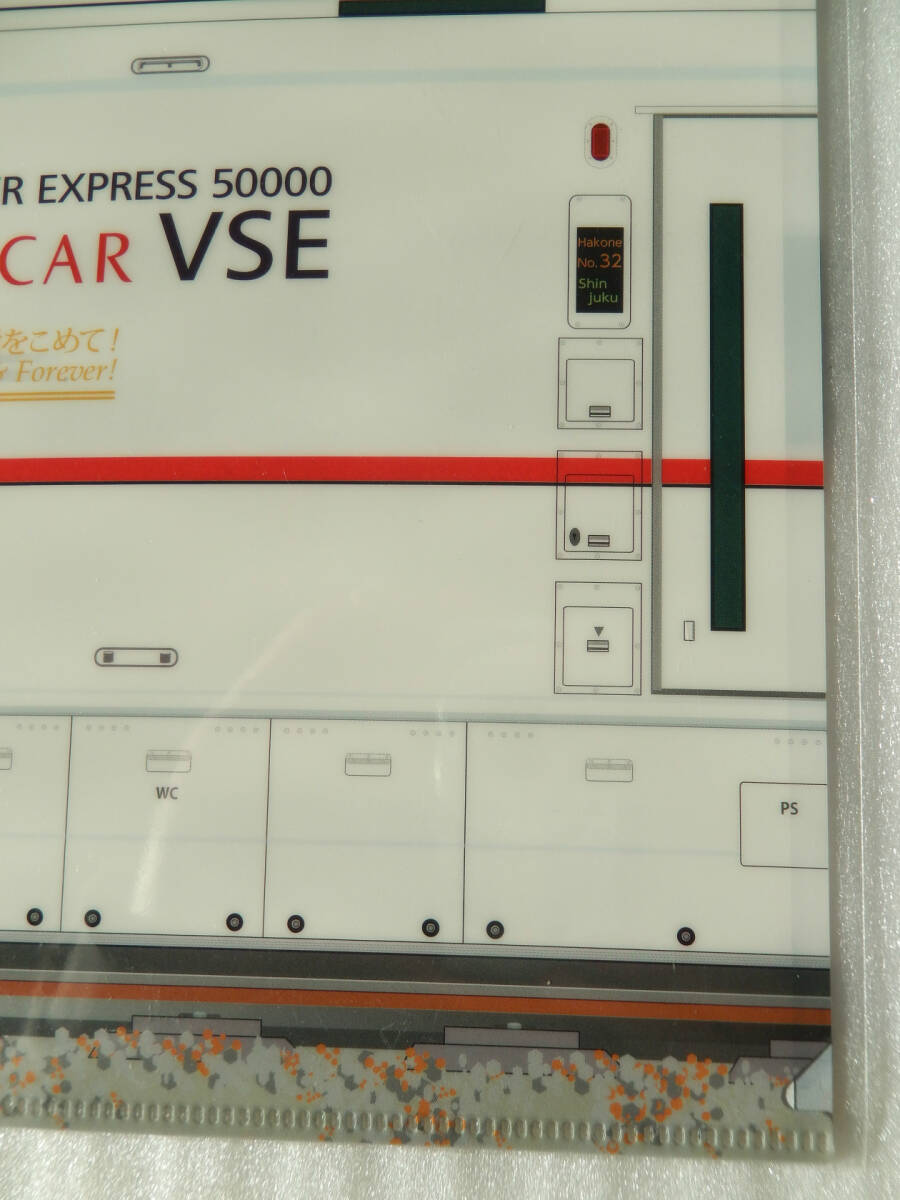 R EXPRESS 50000
CAR VSE
をこめて!
& Forever!
Hakone
No.32
Shin
juku
WC
PS